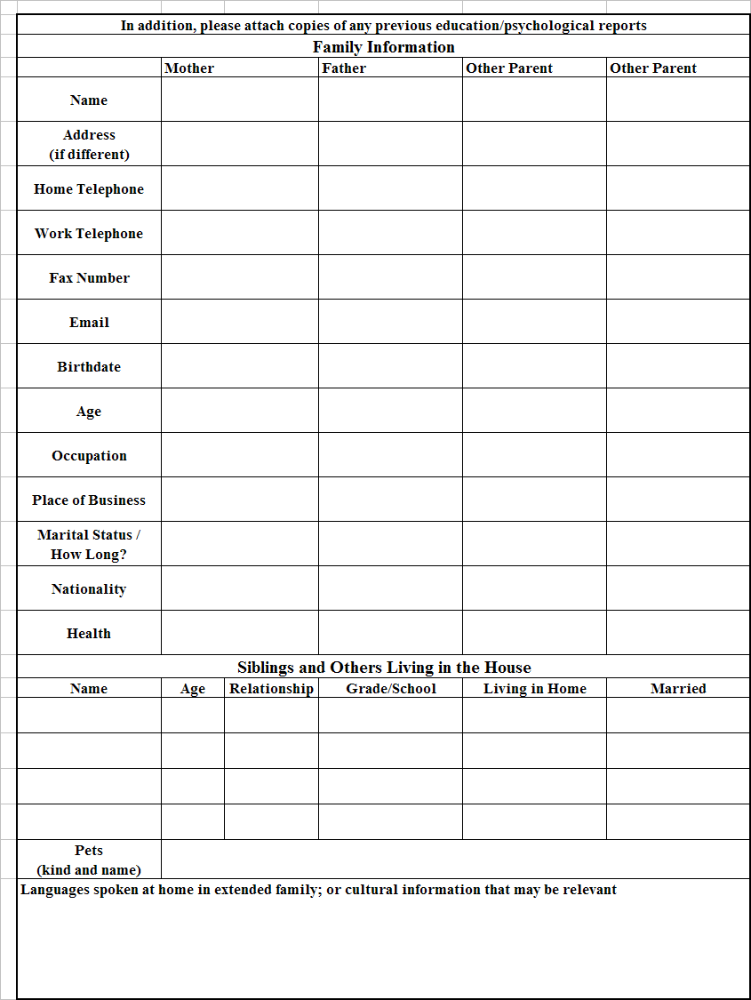 In addition, please attach copies of any previous education/psychological reports
Family Information
Mother Father Other Parent Other Parent
Name
Address
(if different)
Home Telephone
Work Telephone
Fax Number
Email
Birthdate
Age
Occupation
Place of Business
Marital Status /
How Long?
Nationality
Health
Siblings and Others Living in the House
Name Age Relationship Grade/School Living in Home Married
Pets
(kind and name)
Languages spoken at home in extended family; or cultural information that may be relevant